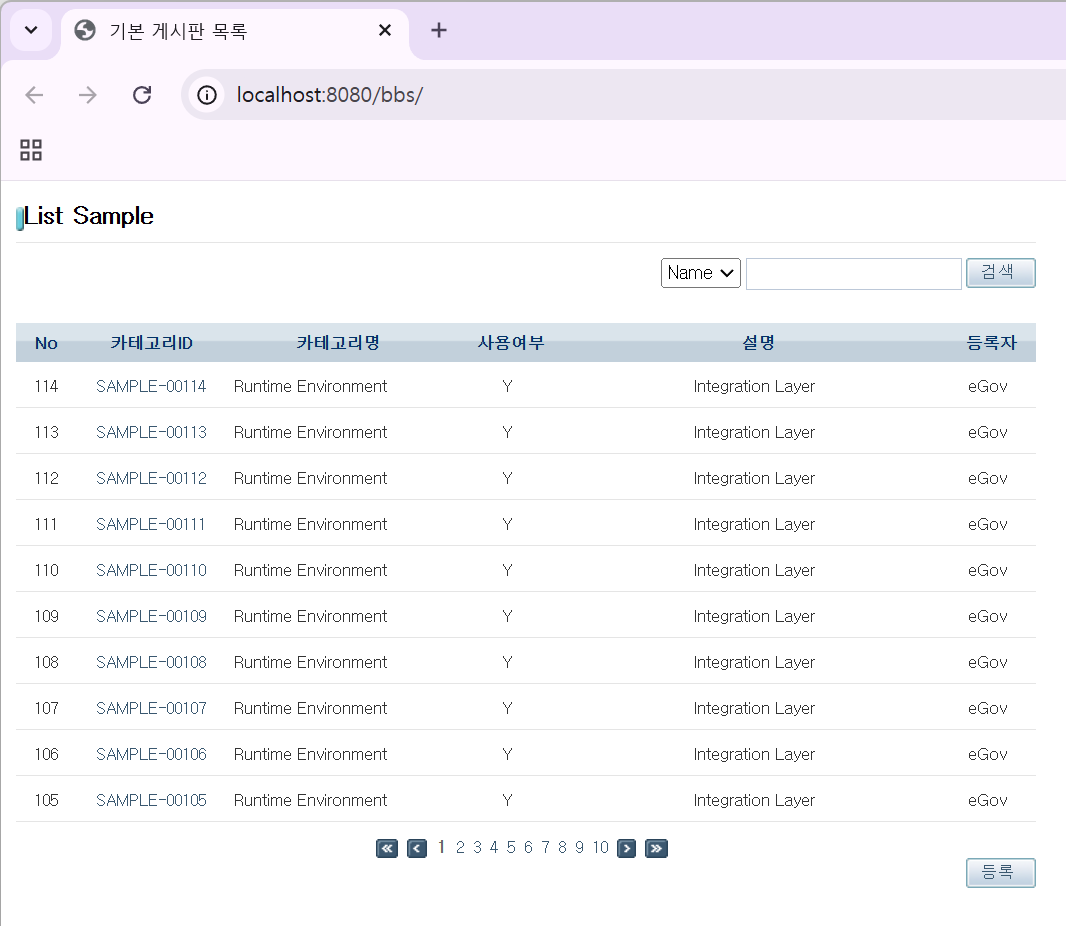 기본 게시판 목록
localhost:8080/bbs/
List Sample
Name 검색
No 카테고리ID 카테고리명 사용여부 설명 등록자
114 SAMPLE-00114 Runtime Environment Y Integration Layer eGov
113 SAMPLE-00113 Runtime Environment Y Integration Layer eGov
112 SAMPLE-00112 Runtime Environment Y Integration Layer eGov
111 SAMPLE-00111 Runtime Environment Y Integration Layer eGov
110 SAMPLE-00110 Runtime Environment Y Integration Layer eGov
109 SAMPLE-00109 Runtime Environment Y Integration Layer eGov
108 SAMPLE-00108 Runtime Environment Y Integration Layer eGov
107 SAMPLE-00107 Runtime Environment Y Integration Layer eGov
106 SAMPLE-00106 Runtime Environment Y Integration Layer eGov
105 SAMPLE-00105 Runtime Environment Y Integration Layer eGov
1 2 3 4 5 6 7 8 9 10
등록